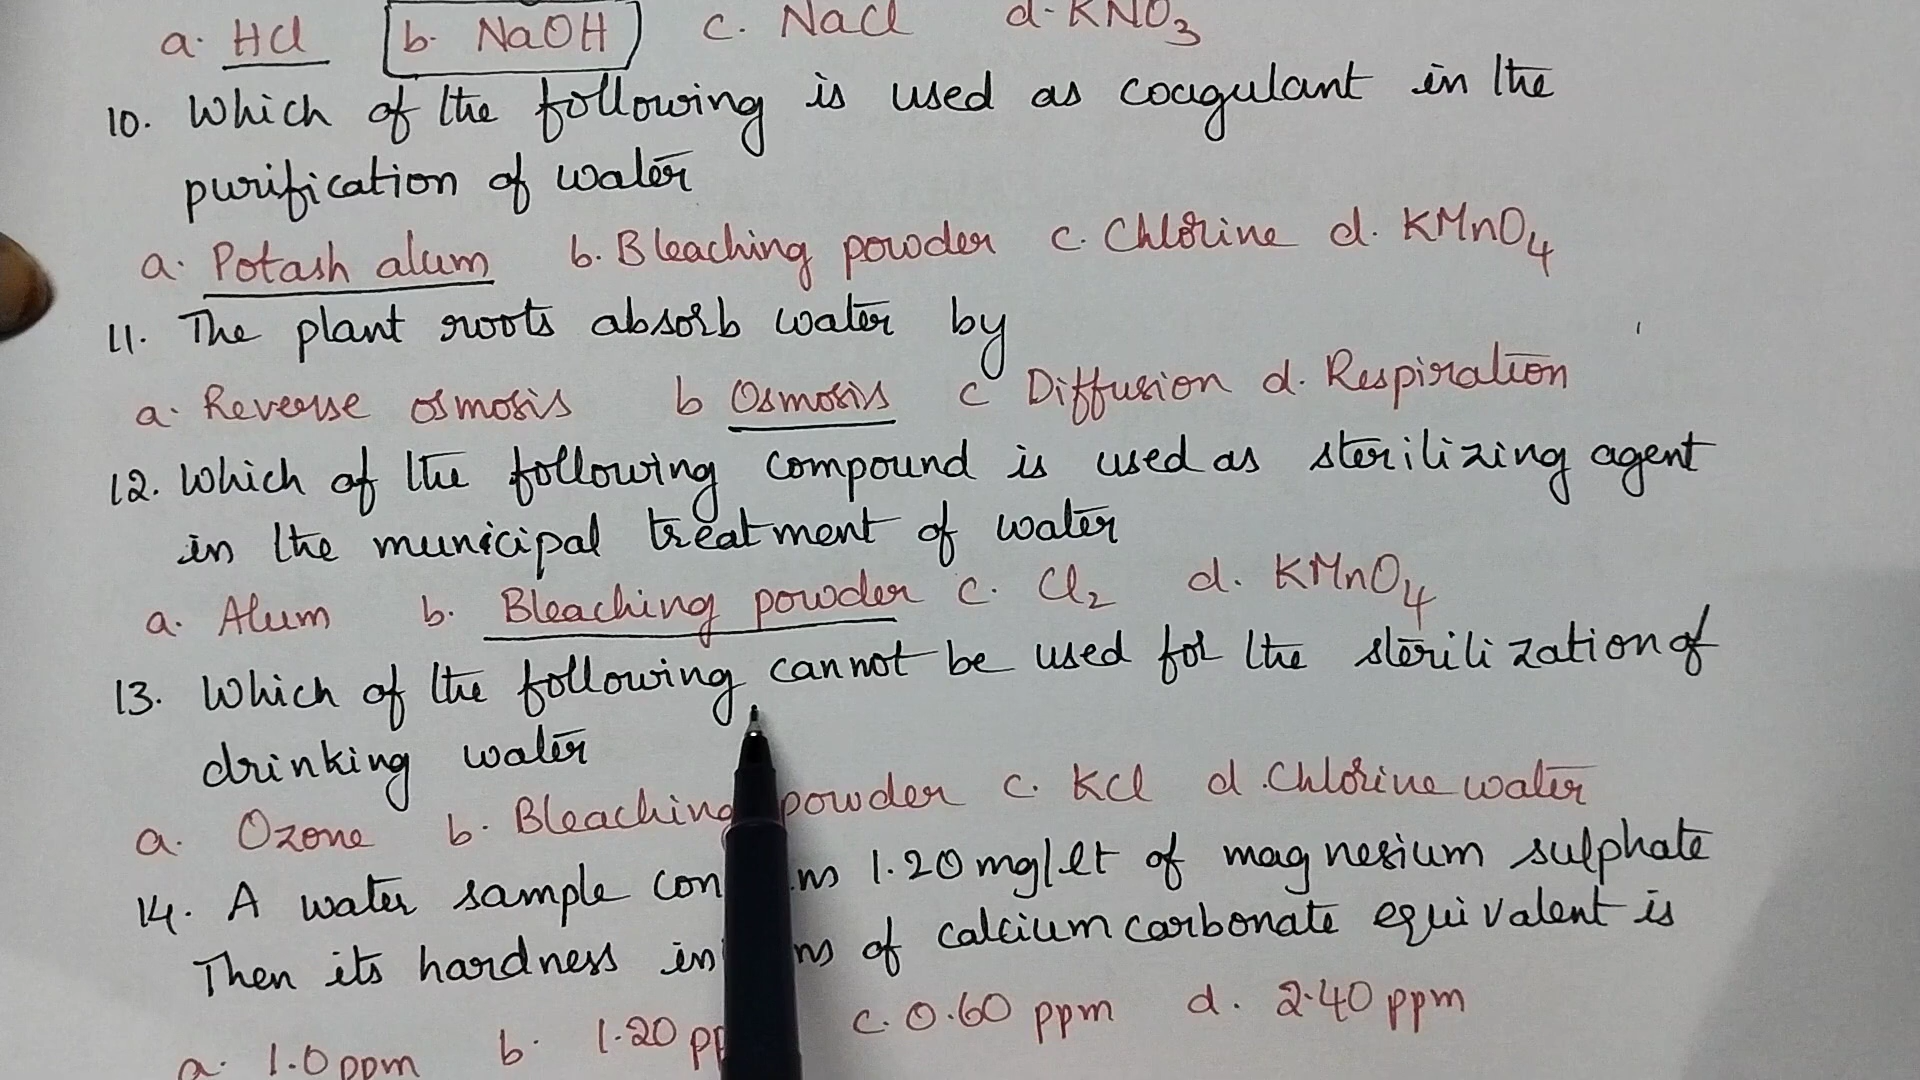 a. HCl b. NaOH c. NaCl d. KNO3
10. Which of the following is used as coagulant in the
purification of water
a. Potash alum b. Bleaching powder c. Chlorine d. KMnO4
11. The plant roots absorb water by
a. Reverse osmosis b Osmosis c Diffusion d. Respiration
12. Which of the following compound is used as sterilizing agent
in the municipal treatment of water
a. Alum b. Bleaching powder c. Cl2 d. KMnO4
13. Which of the following cannot be used for the sterilization of
drinking water
a. Ozone b. Bleaching powder c. KCl d. Chlorine water
14. A water sample 1.20 mg/lt of magnesium sulphate
Then its hardness in of calcium carbonate equivalent is
a. 1.0 ppm b. 1.20 c. 0.60 ppm d. 2.40 ppm